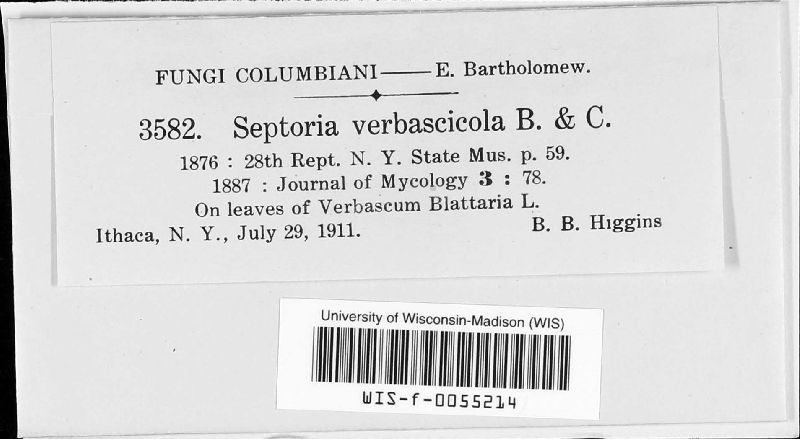 FUNGI COLUMBIANI—E. Bartholomew.
3582. Septoria verbascicola B. & C.
1876 : 28th Rept. N. Y. State Mus. p. 59.
1887 : Journal of Mycology 3 : 78.
On leaves of Verbascum Blattaria L.
Ithaca, N. Y., July 29, 1911. B. B. Higgins
University of Wisconsin-Madison (WIS)
WIS-f-0055214